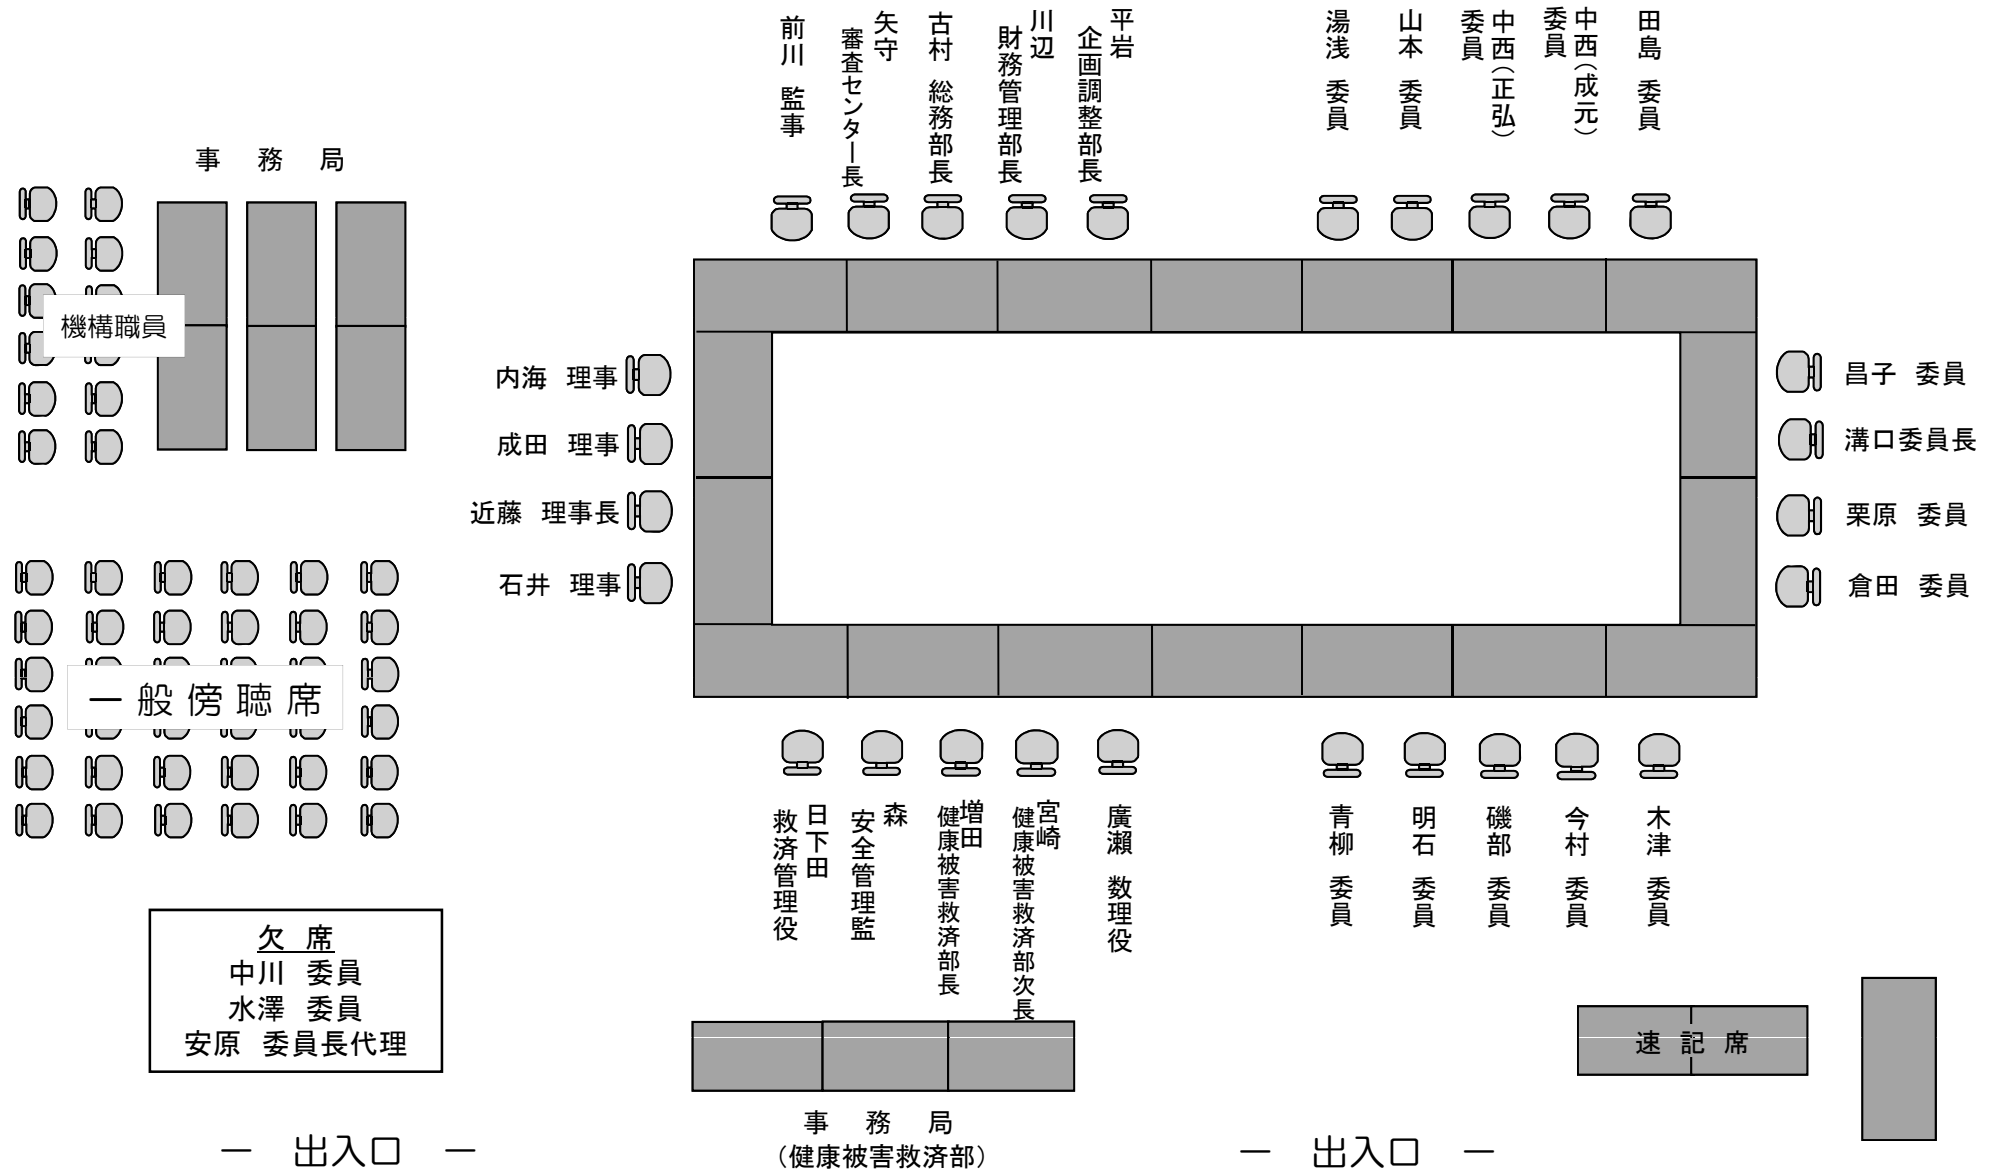 前川 監事
矢守
審査センター長
古村 総務部長
川辺
財務管理部長
平岩
企画調整部長
湯浅 委員
山本 委員
中西（正弘）
委員
中西（成元）
委員
田島 委員
事 務 局
機構職員
内海 理事
成田 理事
近藤 理事長
石井 理事
昌子 委員
溝口委員長
栗原 委員
倉田 委員
一 般 傍 聴 席
日下田
救済管理役
森
安全管理監
増田
健康被害救済部長
宮崎
健康被害救済部次長
廣瀬 数理役
青柳 委員
明石 委員
磯部 委員
今村 委員
木津 委員
欠 席
中川 委員
水澤 委員
安原 委員長代理
速 記 席
事 務 局
（健康被害救済部）
－ 出入口 －
－ 出入口 －